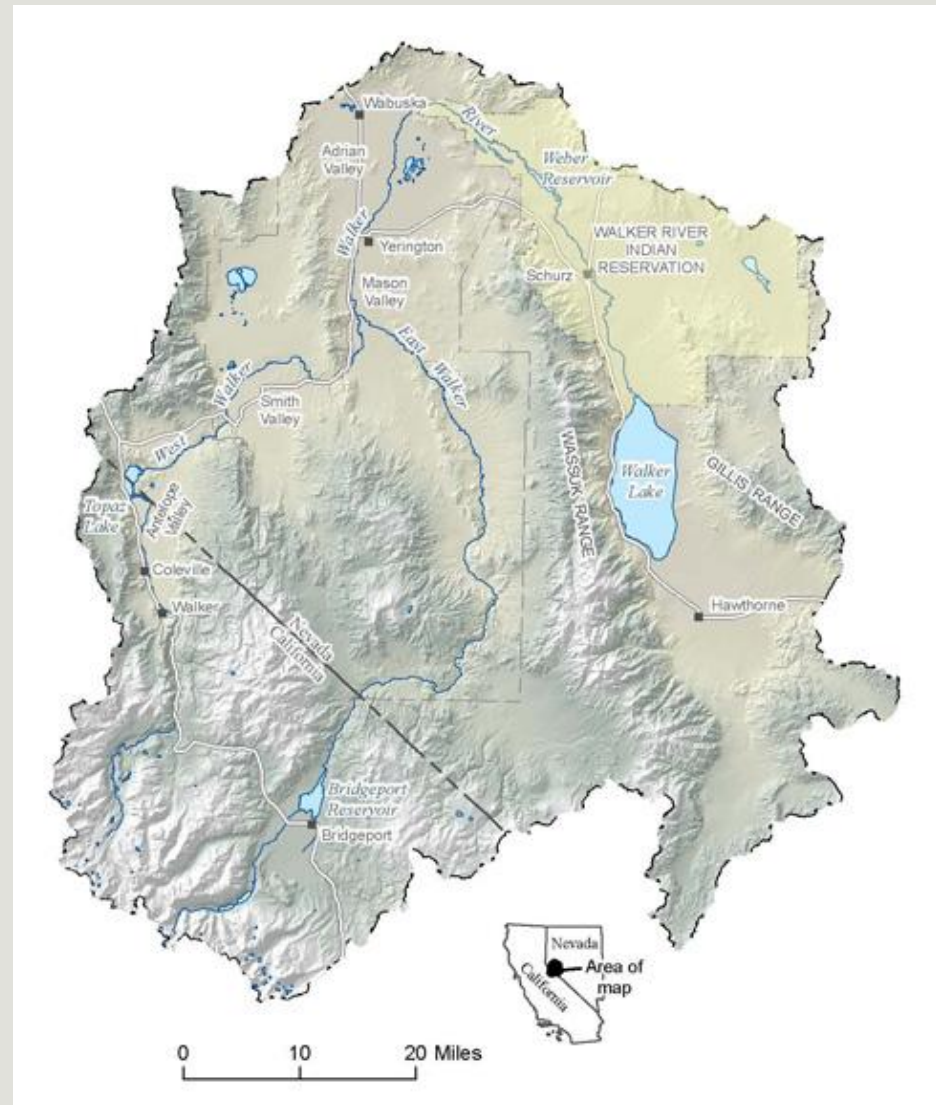 Wabuska
River
Adrian
Valley
Weber
Reservoir
Walker
Yerington
WALKER RIVER
INDIAN
RESERVATION
Schurz
Mason
Valley
East Walker
West Walker
Smith
Valley
Walker
Lake
WASSUK RANGE
GILLIS RANGE
Topaz
Lake
Antelope
Valley
Coleville
Walker
Hawthorne
Nevada
California
Bridgeport
Reservoir
Bridgeport
Nevada
California
Area of
map
0 10 20 Miles